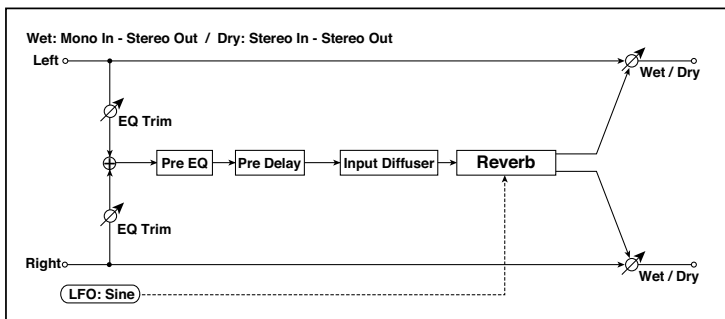 Wet: Mono In - Stereo Out / Dry: Stereo In - Stereo Out
Left
Wet / Dry
EQ Trim
Pre EQ
Pre Delay
Input Diffuser
Reverb
EQ Trim
Right
Wet / Dry
LFO: Sine